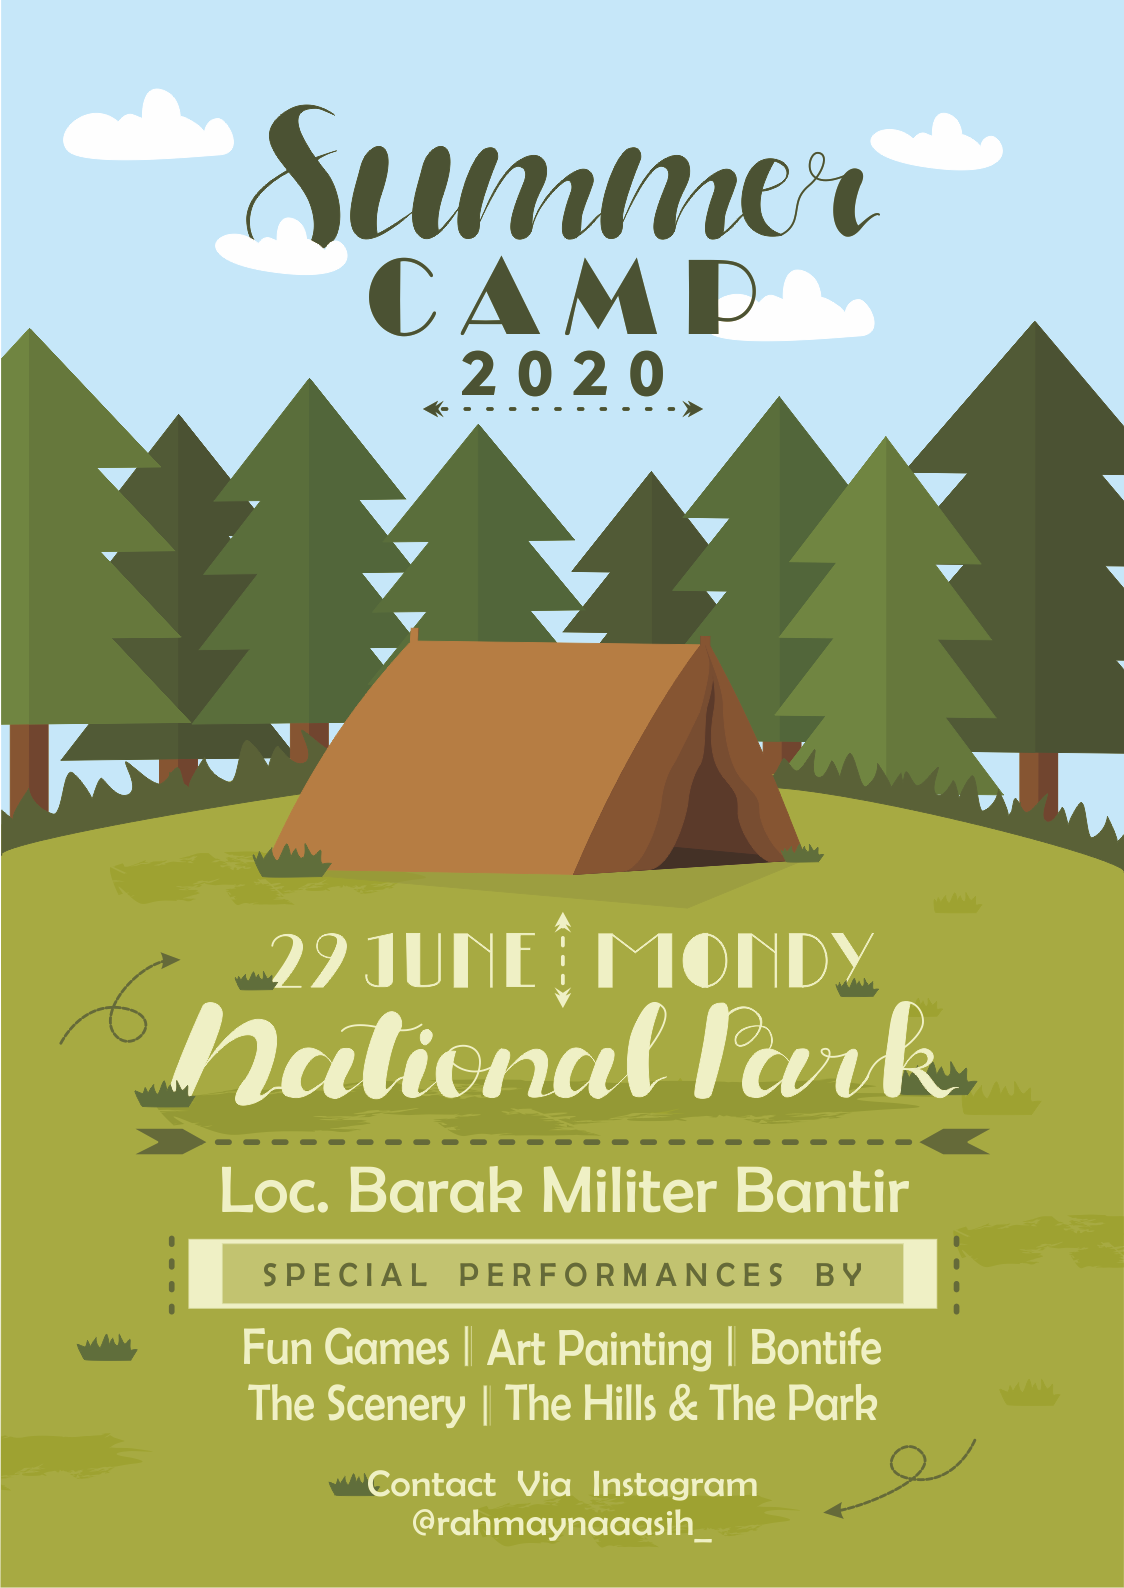 Summer
CAMP
2020
29 JUNE MONDY
National Park
Loc. Barak Militer Bantir
SPECIAL PERFORMANCES BY
Fun Games | Art Painting | Bontife
The Scenery | The Hills & The Park
Contact Via Instagram
@rahmaynaaasih_